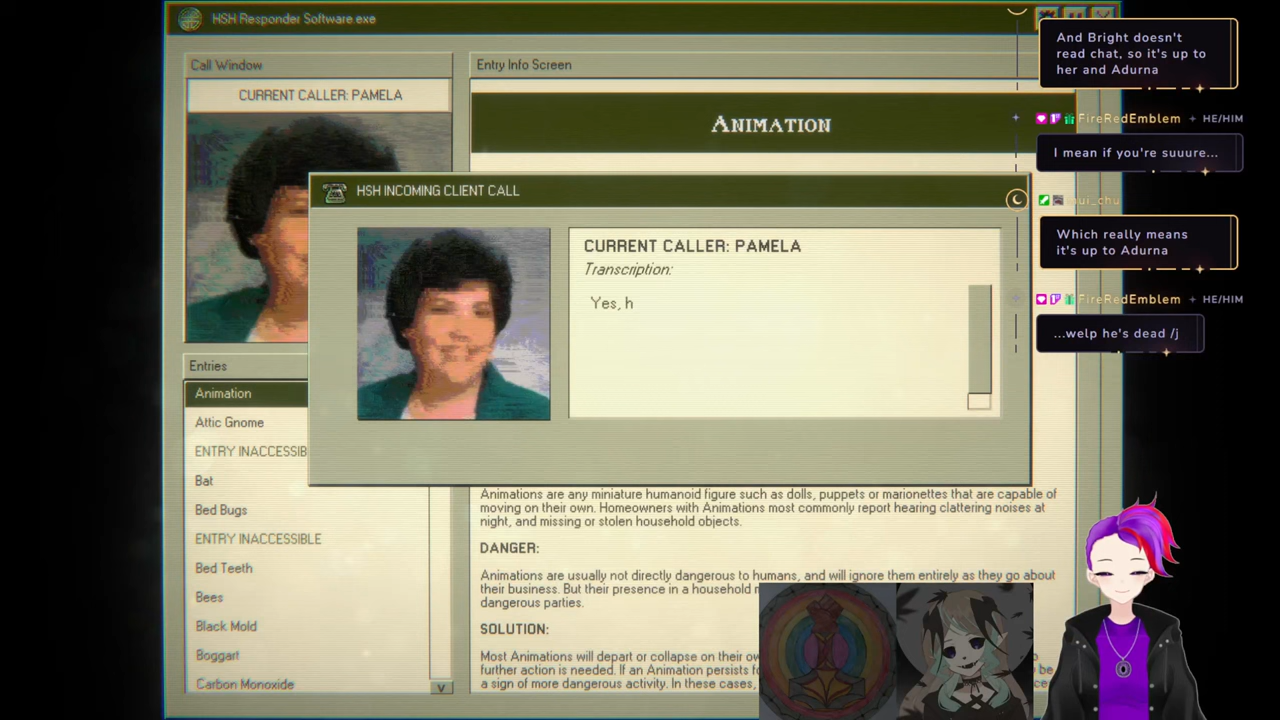 HSH Responder Software.exe
Call Window
CURRENT CALLER: PAMELA
Entries
Animation
Attic Gnome
ENTRY INACCESSIB
Bat
Bed Bugs
ENTRY INACCESSIBLE
Bed Teeth
Bees
Black Mold
Boggart
Carbon Monoxide
V
Entry Info Screen
ANIMATION
HSH INCOMING CLIENT CALL
CURRENT CALLER: PAMELA
Transcription:
Yes, h
Animations are any miniature humanoid figure such as dolls, puppets or marionettes that are capable of
moving on their own. Homeowners with Animations most commonly report hearing clattering noises at
night, and missing or stolen household objects.
DANGER:
Animations are usually not directly dangerous to humans, and will ignore them entirely as they go about
their business. But their presence in a household m
dangerous parties.
SOLUTION:
Most Animations will depart or collapse on their ow
further action is needed. If an Animation persists fo be
a sign of more dangerous activity. In these cases,
And Bright doesn't
read chat, so it's up to
her and Adurna
FireRedEmblem + HE/HIM
I mean if you're suuure...
Which really means
it's up to Adurna
FireRedEmblem + HE/HIM
...welp he's dead /j